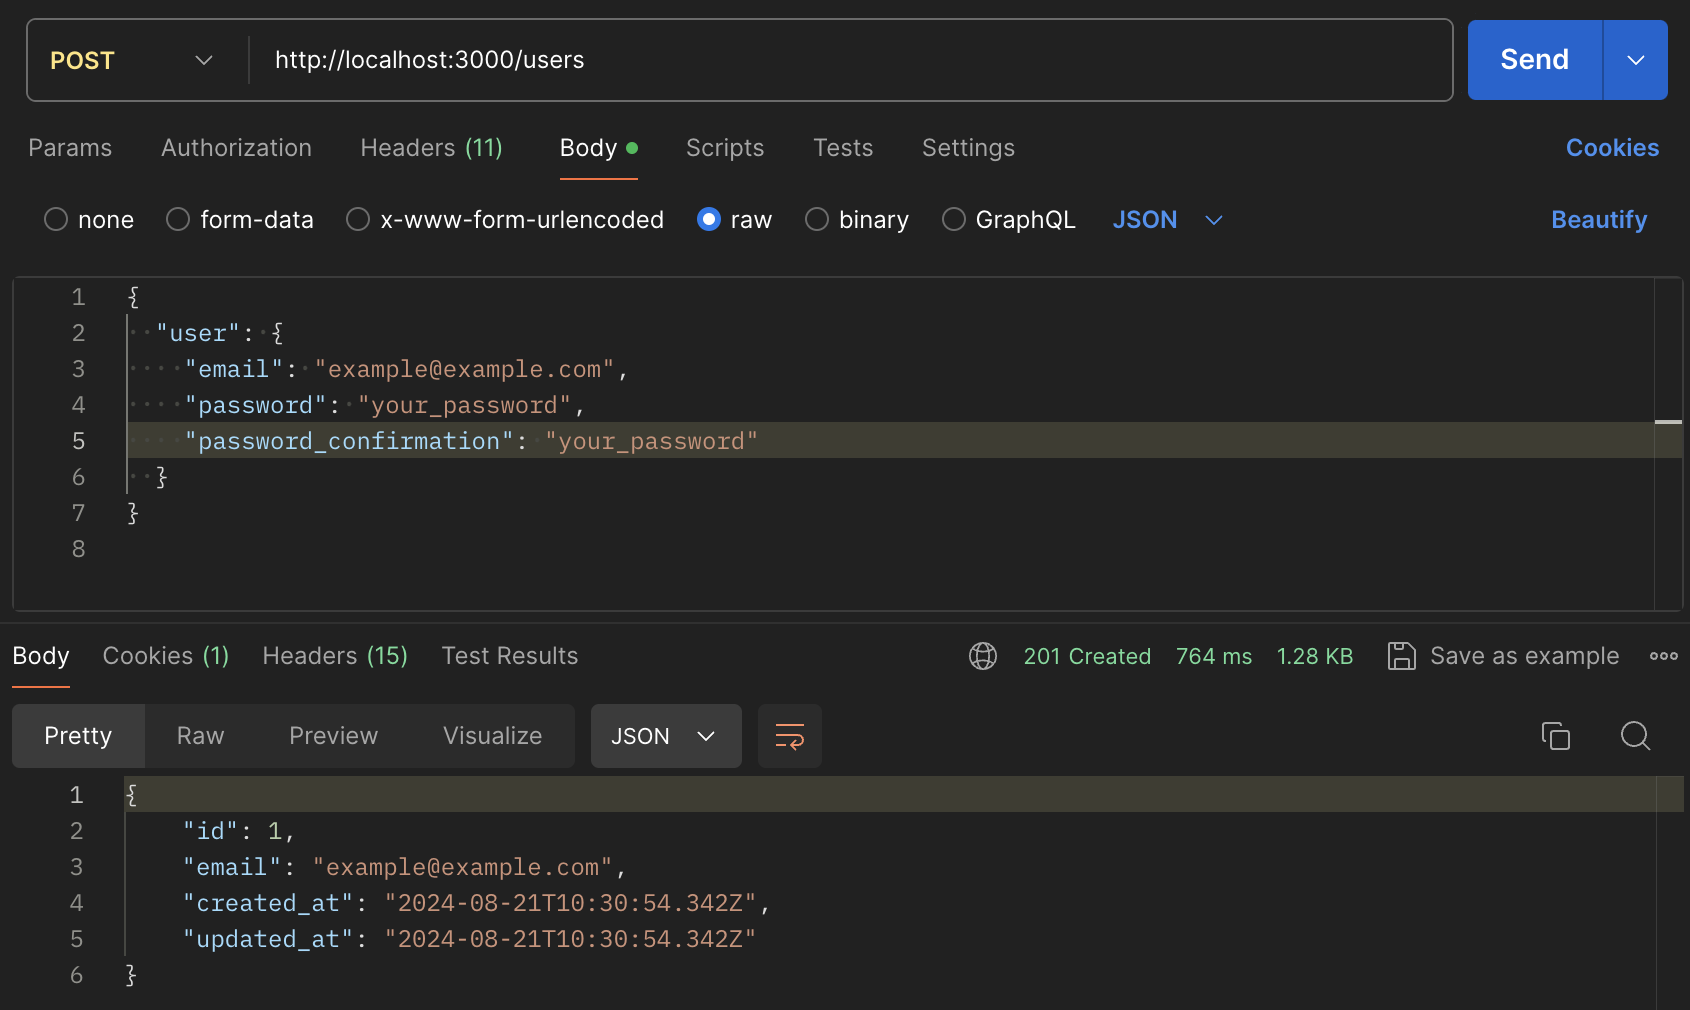 POST http://localhost:3000/users Send
Params Authorization Headers (11) Body Scripts Tests Settings Cookies
none form-data x-www-form-urlencoded raw binary GraphQL JSON Beautify
1 {
2 "user": {
3 "email": "example@example.com",
4 "password": "your_password",
5 "password_confirmation": "your_password"
6 }
7 }
8
Body Cookies (1) Headers (15) Test Results 201 Created 764 ms 1.28 KB Save as example
Pretty Raw Preview Visualize JSON
1 {
2 "id": 1,
3 "email": "example@example.com",
4 "created_at": "2024-08-21T10:30:54.342Z",
5 "updated_at": "2024-08-21T10:30:54.342Z"
6 }